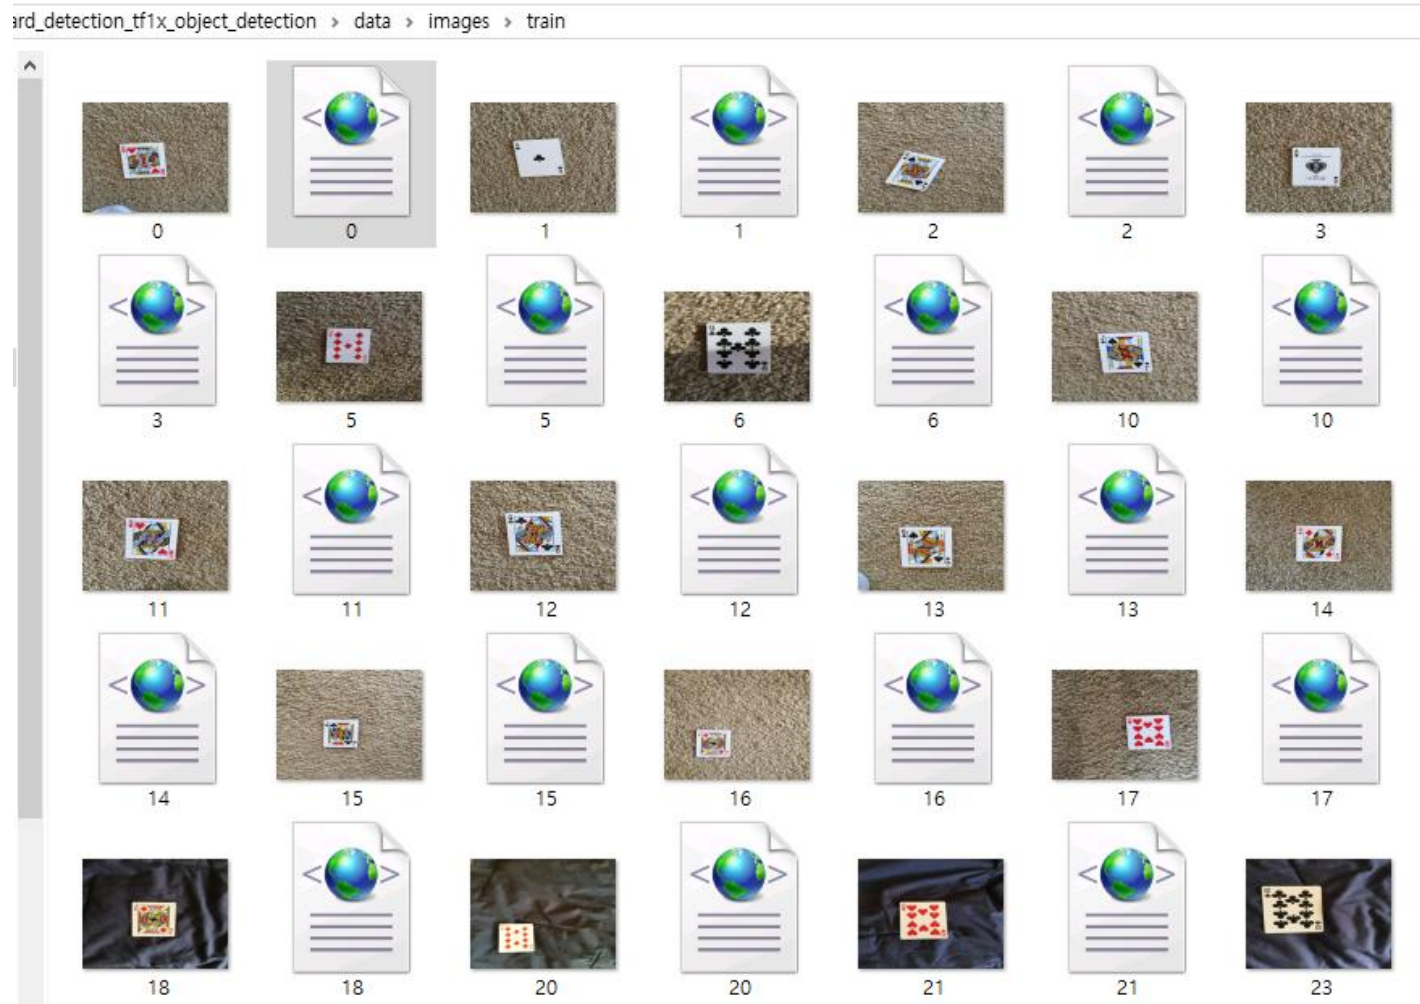 ard_detection_tf1x_object_detection › data › images › train
0 0 1 1 2 2 3
3 5 5 6 6 10 10
11 11 12 12 13 13 14
14 15 15 16 16 17 17
18 18 20 20 21 21 23